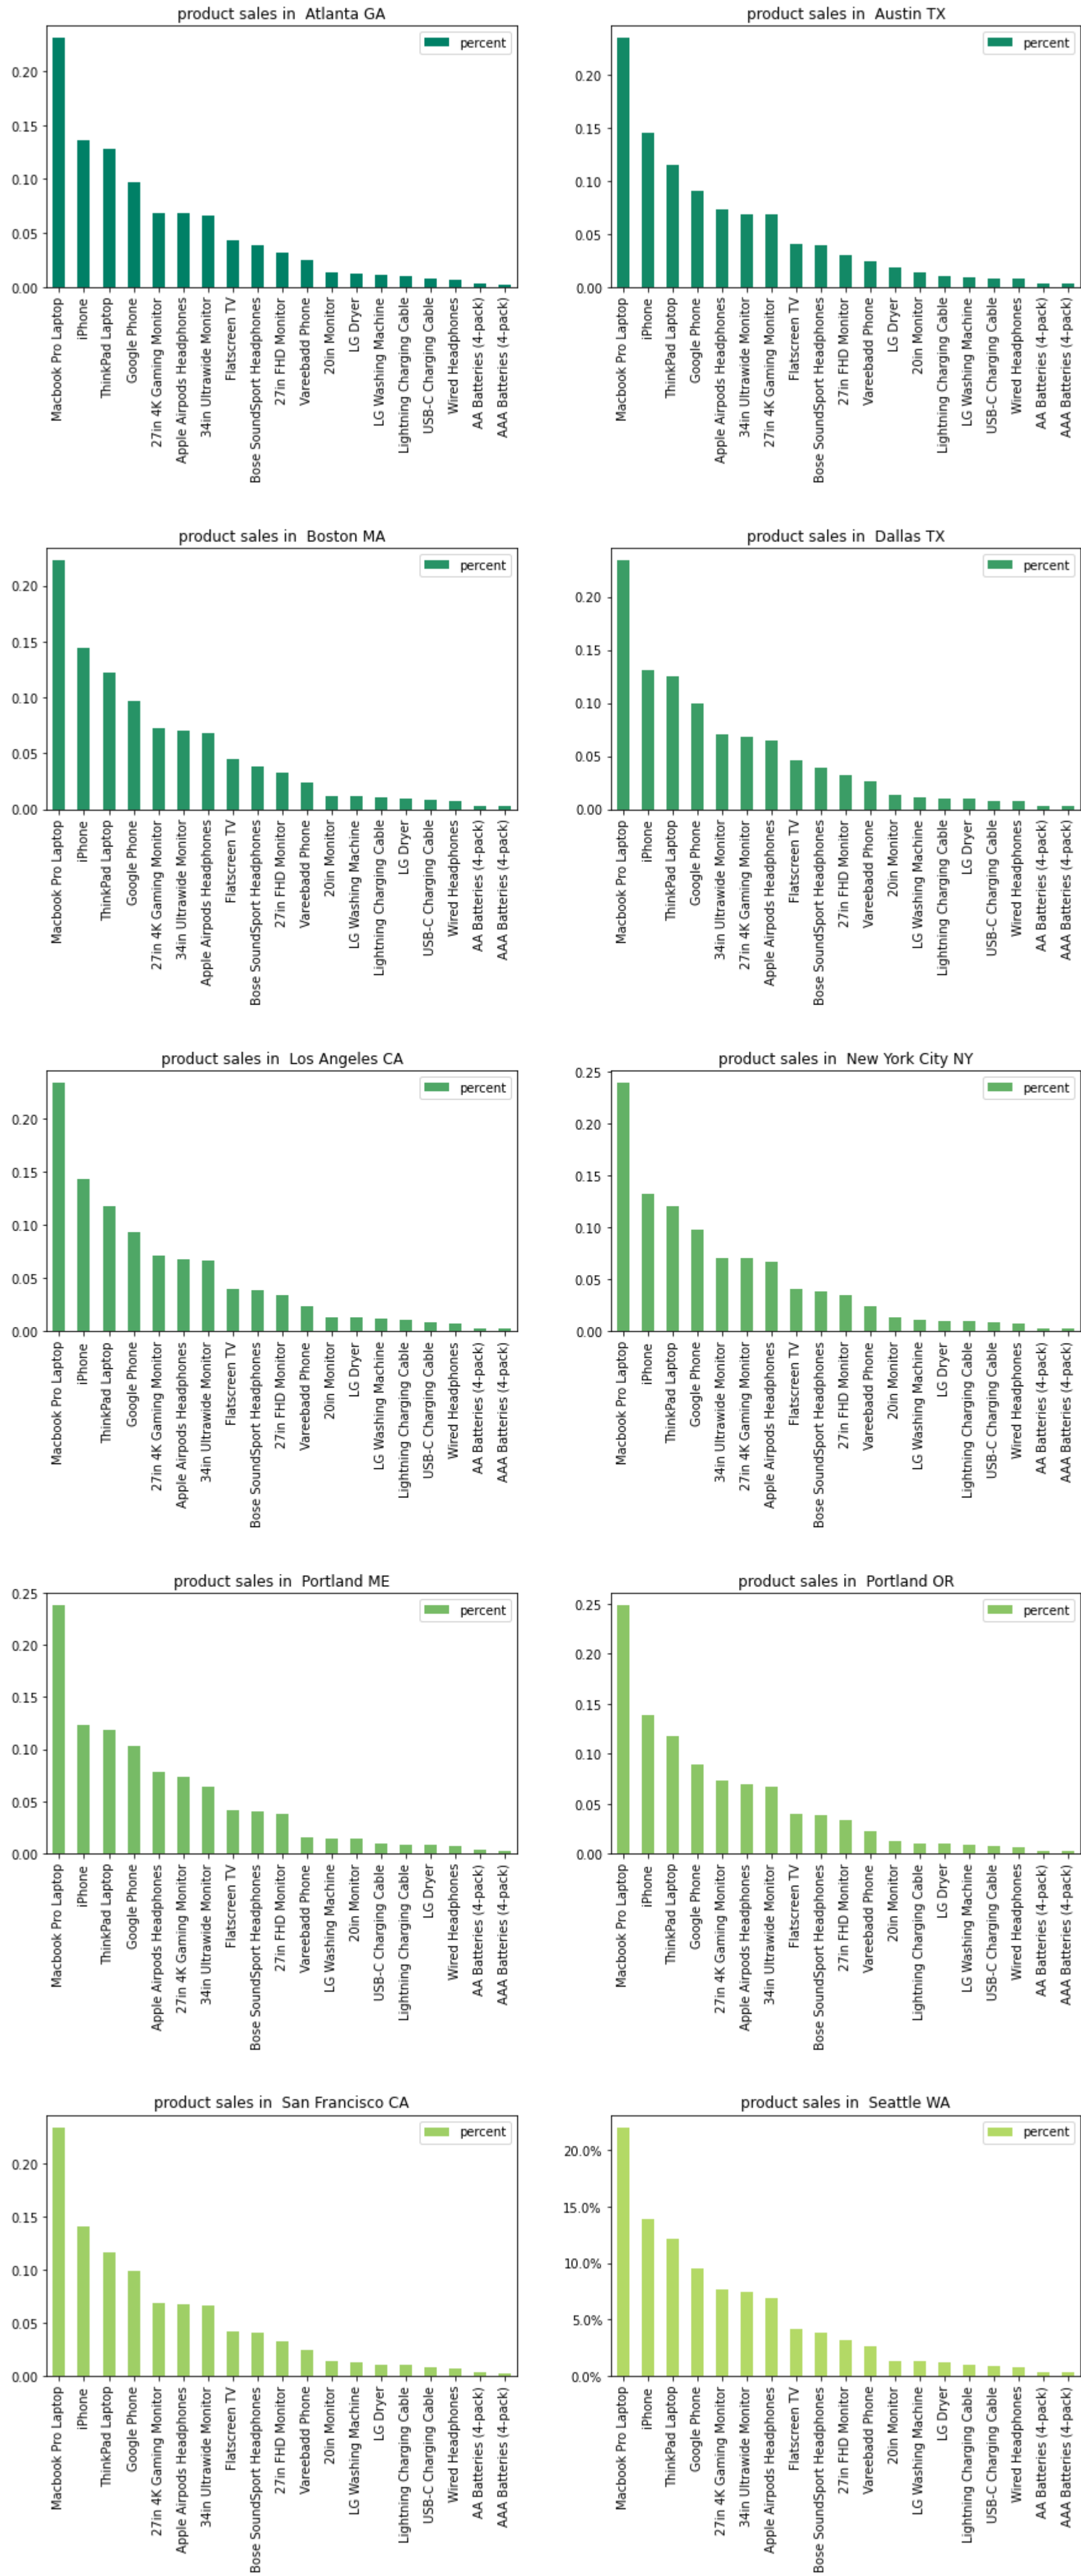 product sales in  Atlanta GA
percent
0.20
0.15
0.10
0.05
0.00
Macbook Pro Laptop
iPhone
ThinkPad Laptop
Google Phone
27in 4K Gaming Monitor
Apple Airpods Headphones
34in Ultrawide Monitor
Flatscreen TV
Bose SoundSport Headphones
27in FHD Monitor
Vareebadd Phone
20in Monitor
LG Dryer
LG Washing Machine
Lightning Charging Cable
USB-C Charging Cable
Wired Headphones
AA Batteries (4-pack)
AAA Batteries (4-pack)
product sales in  Austin TX
percent
0.20
0.15
0.10
0.05
0.00
Macbook Pro Laptop
iPhone
ThinkPad Laptop
Google Phone
Apple Airpods Headphones
34in Ultrawide Monitor
27in 4K Gaming Monitor
Flatscreen TV
Bose SoundSport Headphones
27in FHD Monitor
Vareebadd Phone
LG Dryer
20in Monitor
Lightning Charging Cable
LG Washing Machine
USB-C Charging Cable
Wired Headphones
AA Batteries (4-pack)
AAA Batteries (4-pack)
product sales in  Boston MA
percent
0.20
0.15
0.10
0.05
0.00
Macbook Pro Laptop
iPhone
ThinkPad Laptop
Google Phone
27in 4K Gaming Monitor
34in Ultrawide Monitor
Apple Airpods Headphones
Flatscreen TV
Bose SoundSport Headphones
27in FHD Monitor
Vareebadd Phone
20in Monitor
LG Washing Machine
Lightning Charging Cable
LG Dryer
USB-C Charging Cable
Wired Headphones
AA Batteries (4-pack)
AAA Batteries (4-pack)
product sales in  Dallas TX
percent
0.20
0.15
0.10
0.05
0.00
Macbook Pro Laptop
iPhone
ThinkPad Laptop
Google Phone
34in Ultrawide Monitor
27in 4K Gaming Monitor
Apple Airpods Headphones
Flatscreen TV
Bose SoundSport Headphones
27in FHD Monitor
Vareebadd Phone
20in Monitor
LG Washing Machine
Lightning Charging Cable
LG Dryer
USB-C Charging Cable
Wired Headphones
AA Batteries (4-pack)
AAA Batteries (4-pack)
product sales in  Los Angeles CA
percent
0.20
0.15
0.10
0.05
0.00
Macbook Pro Laptop
iPhone
ThinkPad Laptop
Google Phone
27in 4K Gaming Monitor
Apple Airpods Headphones
34in Ultrawide Monitor
Flatscreen TV
Bose SoundSport Headphones
27in FHD Monitor
Vareebadd Phone
20in Monitor
LG Dryer
LG Washing Machine
Lightning Charging Cable
USB-C Charging Cable
Wired Headphones
AA Batteries (4-pack)
AAA Batteries (4-pack)
product sales in  New York City NY
percent
0.25
0.20
0.15
0.10
0.05
0.00
Macbook Pro Laptop
iPhone
ThinkPad Laptop
Google Phone
34in Ultrawide Monitor
27in 4K Gaming Monitor
Apple Airpods Headphones
Flatscreen TV
Bose SoundSport Headphones
27in FHD Monitor
Vareebadd Phone
20in Monitor
LG Washing Machine
LG Dryer
Lightning Charging Cable
USB-C Charging Cable
Wired Headphones
AA Batteries (4-pack)
AAA Batteries (4-pack)
product sales in  Portland ME
percent
0.25
0.20
0.15
0.10
0.05
0.00
Macbook Pro Laptop
iPhone
ThinkPad Laptop
Google Phone
Apple Airpods Headphones
27in 4K Gaming Monitor
34in Ultrawide Monitor
Flatscreen TV
Bose SoundSport Headphones
27in FHD Monitor
Vareebadd Phone
LG Washing Machine
20in Monitor
USB-C Charging Cable
Lightning Charging Cable
LG Dryer
Wired Headphones
AA Batteries (4-pack)
AAA Batteries (4-pack)
product sales in  Portland OR
percent
0.25
0.20
0.15
0.10
0.05
0.00
Macbook Pro Laptop
iPhone
ThinkPad Laptop
Google Phone
27in 4K Gaming Monitor
Apple Airpods Headphones
34in Ultrawide Monitor
Flatscreen TV
Bose SoundSport Headphones
27in FHD Monitor
Vareebadd Phone
20in Monitor
Lightning Charging Cable
LG Dryer
LG Washing Machine
USB-C Charging Cable
Wired Headphones
AA Batteries (4-pack)
AAA Batteries (4-pack)
product sales in  San Francisco CA
percent
0.20
0.15
0.10
0.05
0.00
Macbook Pro Laptop
iPhone
ThinkPad Laptop
Google Phone
27in 4K Gaming Monitor
Apple Airpods Headphones
34in Ultrawide Monitor
Flatscreen TV
Bose SoundSport Headphones
27in FHD Monitor
Vareebadd Phone
20in Monitor
LG Washing Machine
LG Dryer
Lightning Charging Cable
USB-C Charging Cable
Wired Headphones
AA Batteries (4-pack)
AAA Batteries (4-pack)
product sales in  Seattle WA
percent
20.0%
15.0%
10.0%
5.0%
0.0%
Macbook Pro Laptop
iPhone
ThinkPad Laptop
Google Phone
27in 4K Gaming Monitor
34in Ultrawide Monitor
Apple Airpods Headphones
Flatscreen TV
Bose SoundSport Headphones
27in FHD Monitor
Vareebadd Phone
20in Monitor
LG Washing Machine
LG Dryer
Lightning Charging Cable
USB-C Charging Cable
Wired Headphones
AA Batteries (4-pack)
AAA Batteries (4-pack)